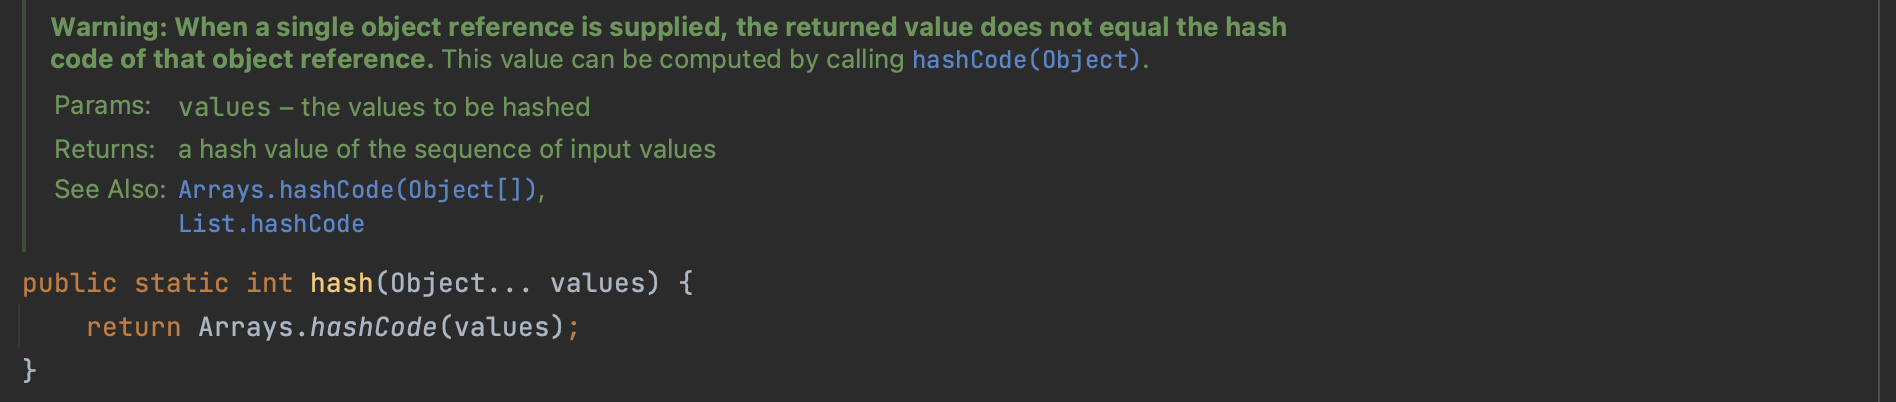 Warning: When a single object reference is supplied, the returned value does not equal the hash
code of that object reference. This value can be computed by calling hashCode(Object).
Params: values – the values to be hashed
Returns: a hash value of the sequence of input values
See Also: Arrays.hashCode(Object[]),
List.hashCode
public static int hash(Object... values) {
return Arrays.hashCode(values);
}